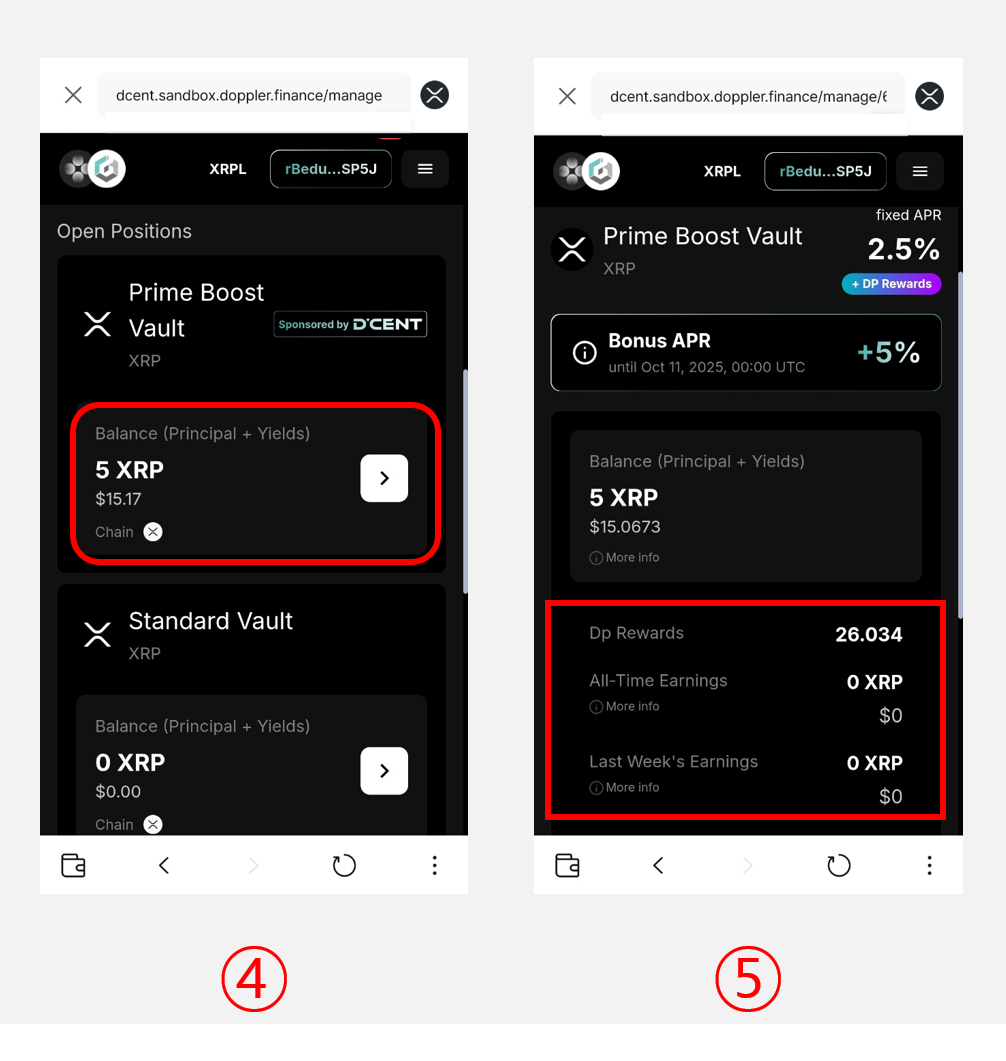 dcent.sandbox.doppler.finance/manage
XRPL
rBedu...SP5J
Open Positions
Prime Boost
Vault
Sponsored by D'CENT
XRP
Balance (Principal + Yields)
5 XRP
$15.17
Chain
Standard Vault
XRP
Balance (Principal + Yields)
0 XRP
$0.00
Chain
④
dcent.sandbox.doppler.finance/manage/6
XRPL
rBedu...SP5J
fixed APR
Prime Boost Vault
2.5%
XRP
+ DP Rewards
Bonus APR
until Oct 11, 2025, 00:00 UTC
+5%
Balance (Principal + Yields)
5 XRP
$15.0673
More info
Dp Rewards
26.034
All-Time Earnings
0 XRP
More info
$0
Last Week's Earnings
0 XRP
More info
$0
⑤